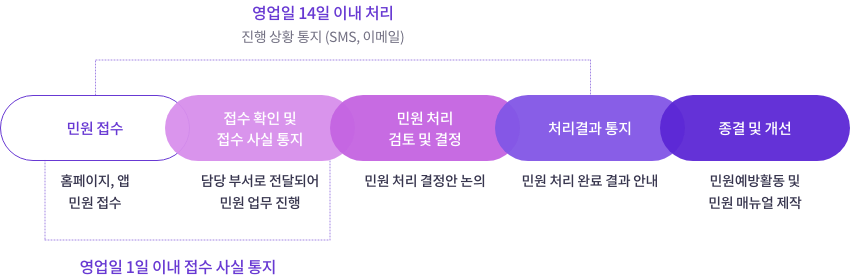 영업일 14일 이내 처리
진행 상황 통지 (SMS, 이메일)
민원 접수
접수 확인 및
접수 사실 통지
민원 처리
검토 및 결정
처리결과 통지
종결 및 개선
홈페이지, 앱
민원 접수
담당 부서로 전달되어
민원 업무 진행
민원 처리 결정안 논의
민원 처리 완료 결과 안내
민원예방활동 및
민원 매뉴얼 제작
영업일 1일 이내 접수 사실 통지